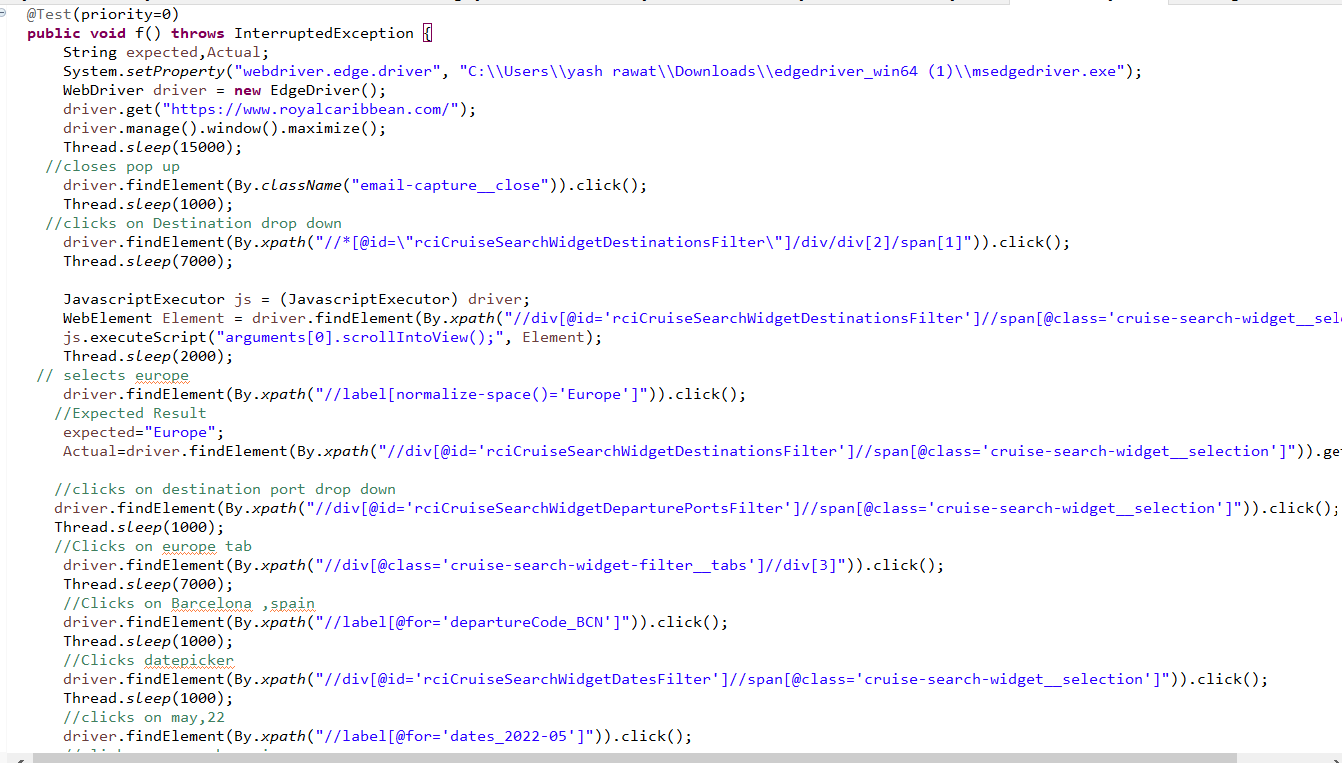 @Test(priority=0)
public void f() throws InterruptedException {
String expected,Actual;
System.setProperty("webdriver.edge.driver", "C:\\Users\\yash rawat\\Downloads\\edgedriver_win64 (1)\\msedgedriver.exe");
WebDriver driver = new EdgeDriver();
driver.get("https://www.royalcaribbean.com/");
driver.manage().window().maximize();
Thread.sleep(15000);
//closes pop up
driver.findElement(By.className("email-capture__close")).click();
Thread.sleep(1000);
//clicks on Destination drop down
driver.findElement(By.xpath("//*[@id=\"rciCruiseSearchWidgetDestinationsFilter\"]/div/div[2]/span[1]")).click();
Thread.sleep(7000);
JavascriptExecutor js = (JavascriptExecutor) driver;
WebElement Element = driver.findElement(By.xpath("//div[@id='rciCruiseSearchWidgetDestinationsFilter']//span[@class='cruise-search-widget__sel
js.executeScript("arguments[0].scrollIntoView();", Element);
Thread.sleep(2000);
// selects europe
driver.findElement(By.xpath("//label[normalize-space()='Europe']")).click();
//Expected Result
expected="Europe";
Actual=driver.findElement(By.xpath("//div[@id='rciCruiseSearchWidgetDestinationsFilter']//span[@class='cruise-search-widget__selection']")).ge
//clicks on destination port drop down
driver.findElement(By.xpath("//div[@id='rciCruiseSearchWidgetDeparturePortsFilter']//span[@class='cruise-search-widget__selection']")).click();
Thread.sleep(1000);
//Clicks on europe tab
driver.findElement(By.xpath("//div[@class='cruise-search-widget-filter__tabs']//div[3]")).click();
Thread.sleep(7000);
//Clicks on Barcelona ,spain
driver.findElement(By.xpath("//label[@for='departureCode_BCN']")).click();
Thread.sleep(1000);
//Clicks datepicker
driver.findElement(By.xpath("//div[@id='rciCruiseSearchWidgetDatesFilter']//span[@class='cruise-search-widget__selection']")).click();
Thread.sleep(1000);
//clicks on may,22
driver.findElement(By.xpath("//label[@for='dates_2022-05']")).click();